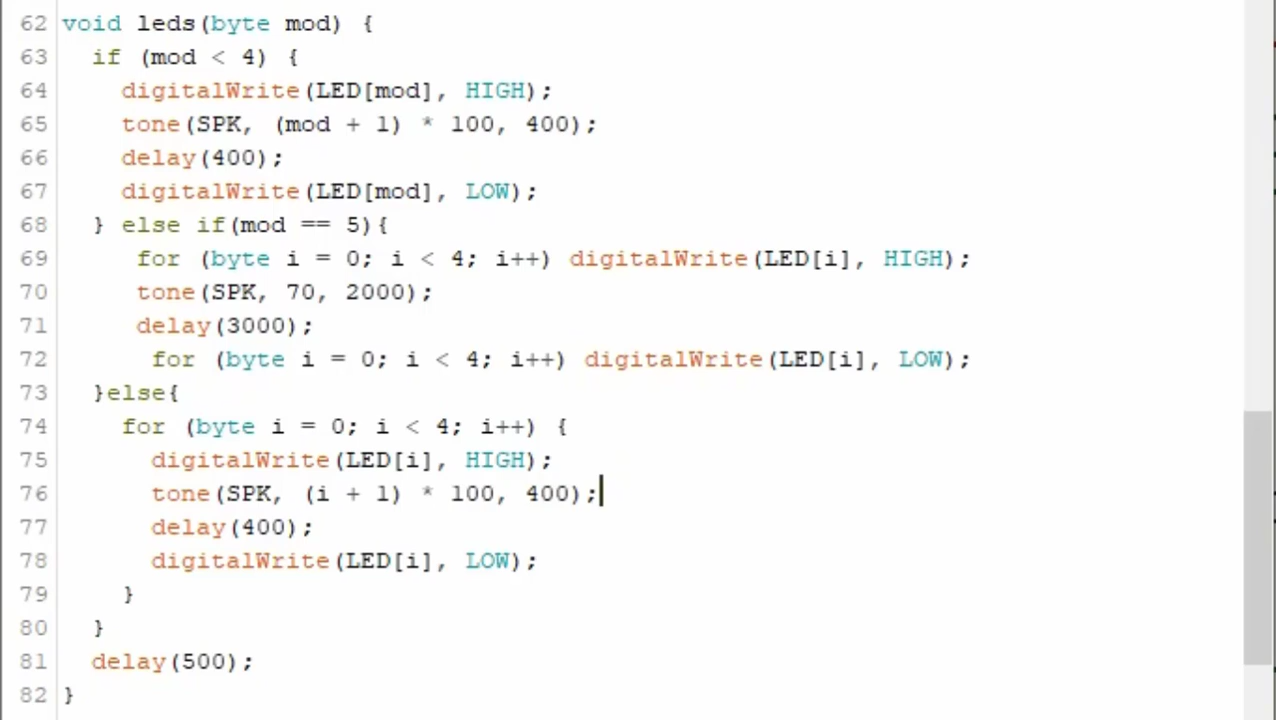 62 void leds(byte mod) {
63   if (mod < 4) {
64     digitalWrite(LED[mod], HIGH);
65     tone(SPK, (mod + 1) * 100, 400);
66     delay(400);
67     digitalWrite(LED[mod], LOW);
68   } else if(mod == 5){
69      for (byte i = 0; i < 4; i++) digitalWrite(LED[i], HIGH);
70      tone(SPK, 70, 2000);
71      delay(3000);
72       for (byte i = 0; i < 4; i++) digitalWrite(LED[i], LOW);
73   }else{
74     for (byte i = 0; i < 4; i++) {
75       digitalWrite(LED[i], HIGH);
76       tone(SPK, (i + 1) * 100, 400);
77       delay(400);
78       digitalWrite(LED[i], LOW);
79     }
80   }
81   delay(500);
82 }